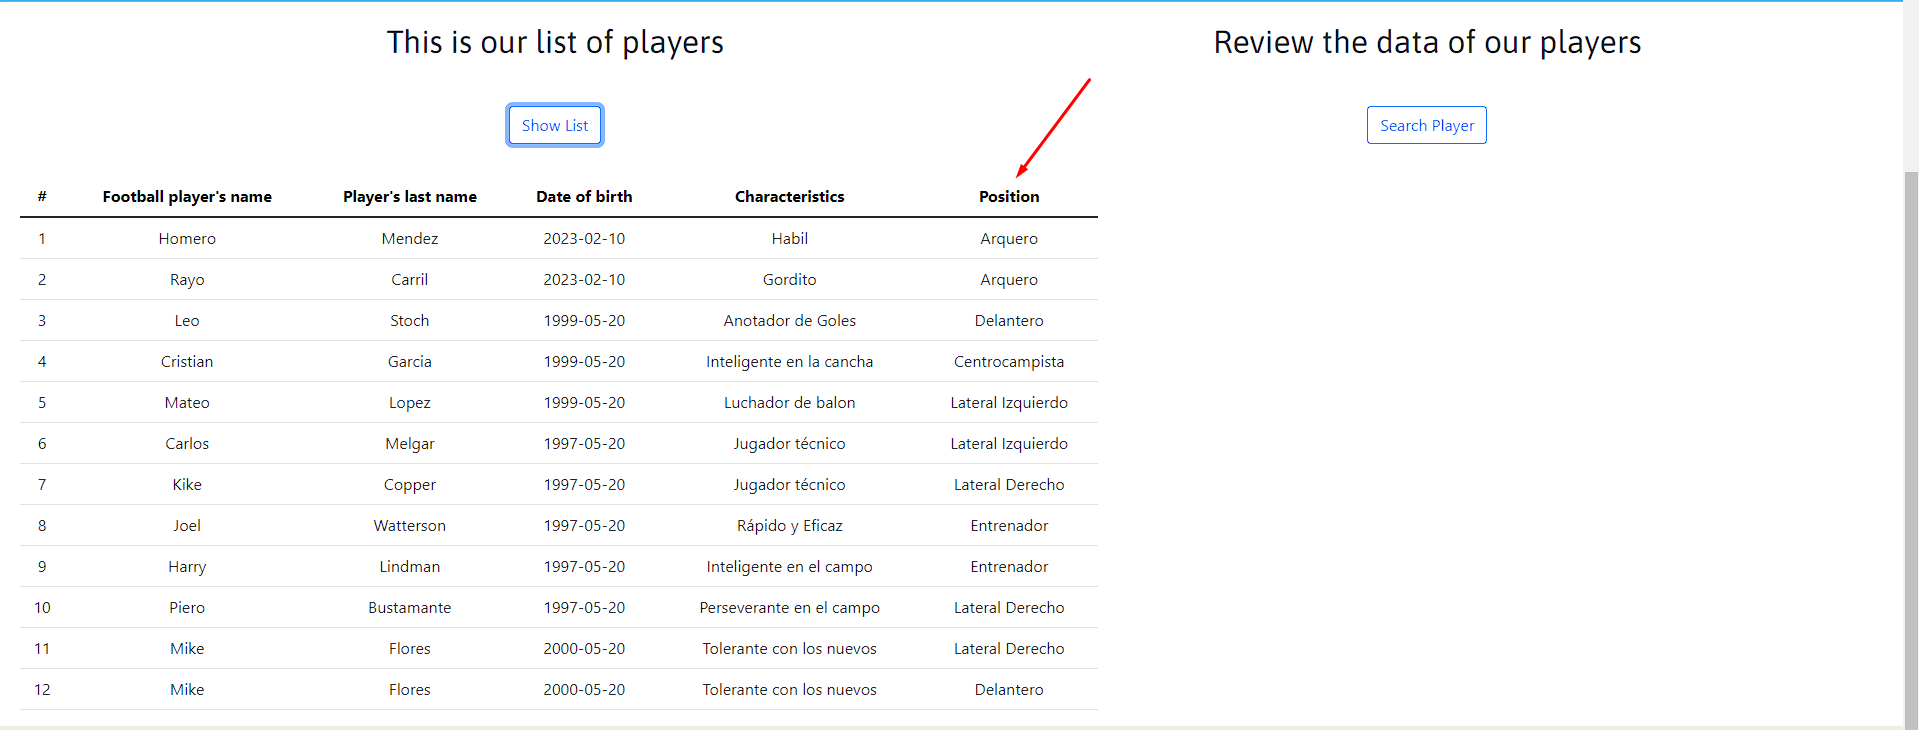 This is our list of players
Review the data of our players
Show List
Search Player
# Football player's name Player's last name Date of birth Characteristics Position
1 Homero Mendez 2023-02-10 Habil Arquero
2 Rayo Carril 2023-02-10 Gordito Arquero
3 Leo Stoch 1999-05-20 Anotador de Goles Delantero
4 Cristian Garcia 1999-05-20 Inteligente en la cancha Centrocampista
5 Mateo Lopez 1999-05-20 Luchador de balon Lateral Izquierdo
6 Carlos Melgar 1997-05-20 Jugador técnico Lateral Izquierdo
7 Kike Copper 1997-05-20 Jugador técnico Lateral Derecho
8 Joel Watterson 1997-05-20 Rápido y Eficaz Entrenador
9 Harry Lindman 1997-05-20 Inteligente en el campo Entrenador
10 Piero Bustamante 1997-05-20 Perseverante en el campo Lateral Derecho
11 Mike Flores 2000-05-20 Tolerante con los nuevos Lateral Derecho
12 Mike Flores 2000-05-20 Tolerante con los nuevos Delantero